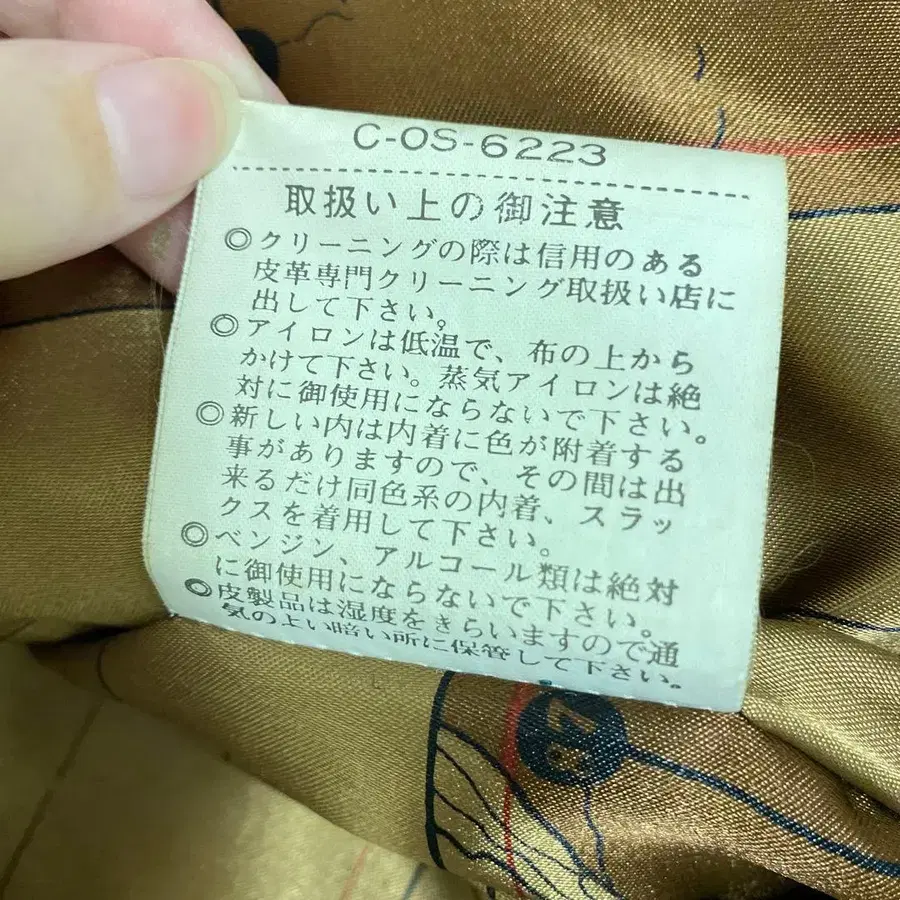 C-OS-6223
取扱い上の御注意
◎クリーニングの際は信用のある
皮革専門クリーニング取扱い店に
出して下さい。
◎アイロンは低温で、布の上から
かけて下さい。蒸気アイロンは絶
対に御使用にならないで下さい。
◎新しい内は内着に色が附着する
事がありますので、その間は出
来るだけ同色系の内着、スラッ
クスを着用して下さい。
◎ベンジン、アルコール類は絶対
に御使用にならないで下さい。
◎皮製品は湿度をきらいますので通
気のよい暗い所に保管して下さい。
7